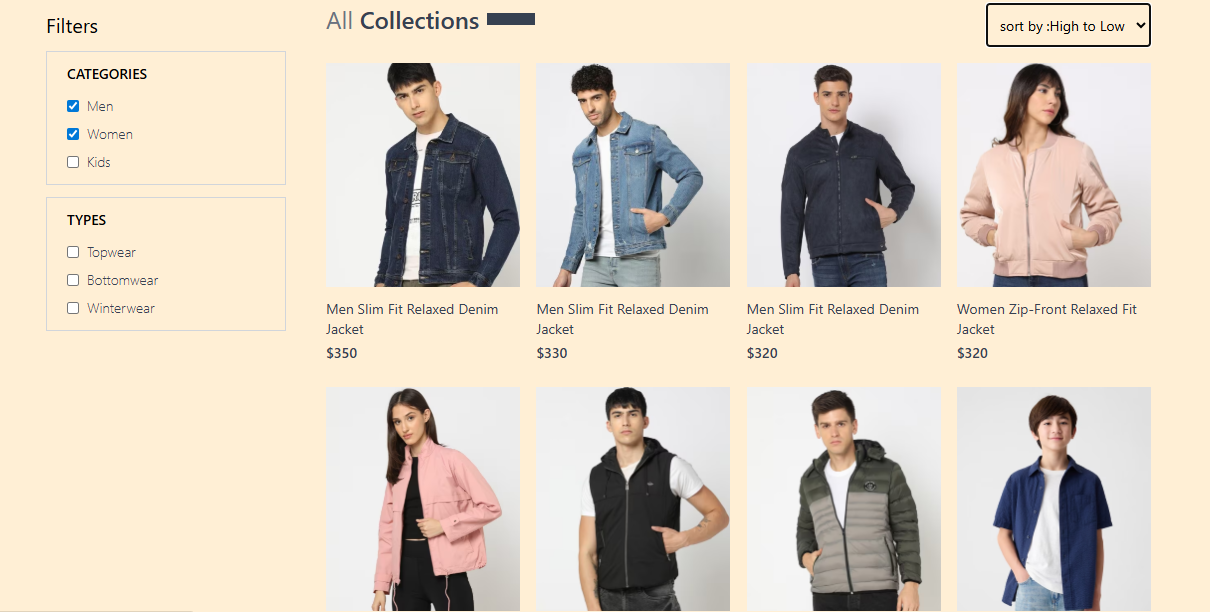 Filters
CATEGORIES
Men
Women
Kids
TYPES
Topwear
Bottomwear
Winterwear
All Collections
sort by :High to Low
Men Slim Fit Relaxed Denim
Jacket
$350
Men Slim Fit Relaxed Denim
Jacket
$330
Men Slim Fit Relaxed Denim
Jacket
$320
Women Zip-Front Relaxed Fit
Jacket
$320